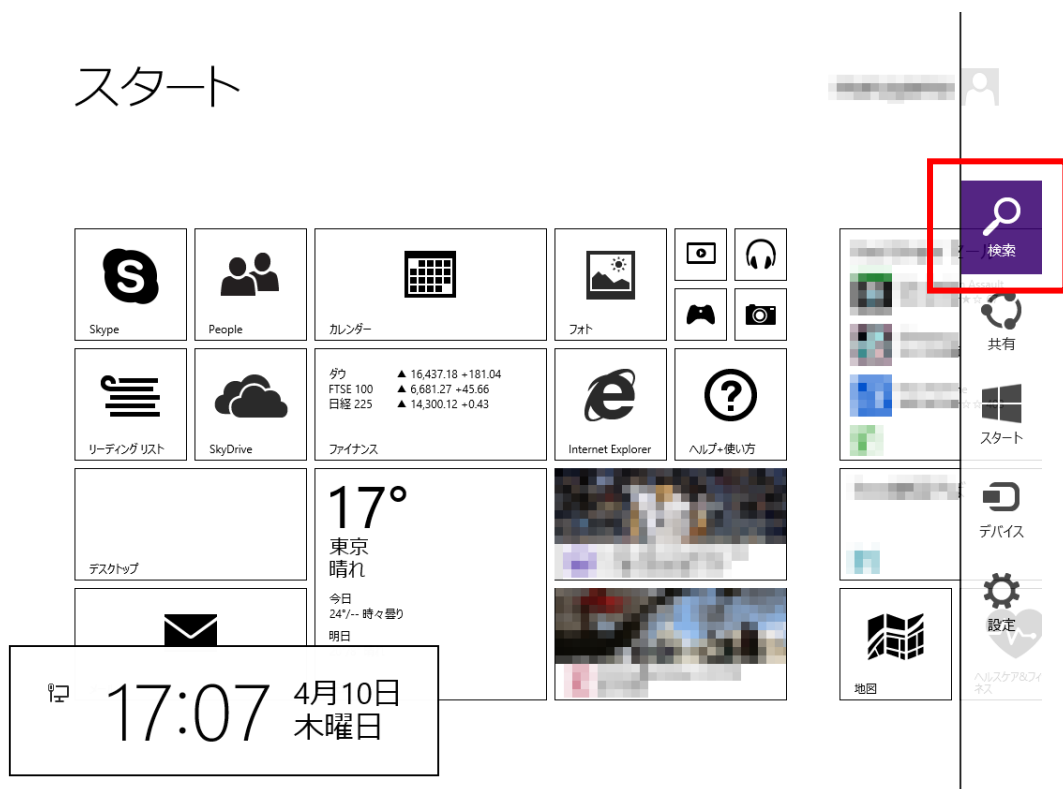 スタート
検索
共有
スタート
デバイス
設定
Skype
People
カレンダー
フォト
リーディング リスト
SkyDrive
ダウ ▲ 16,437.18 +181.04
FTSE 100 ▲ 6,681.27 +45.66
日経 225 ▲ 14,300.12 +0.43
ファイナンス
Internet Explorer
ヘルプ+使い方
デスクトップ
17°
東京
晴れ
今日
24°/-- 時々曇り
明日
地図
ヘルスケア&フィ
ネス
17:07
4月10日
木曜日